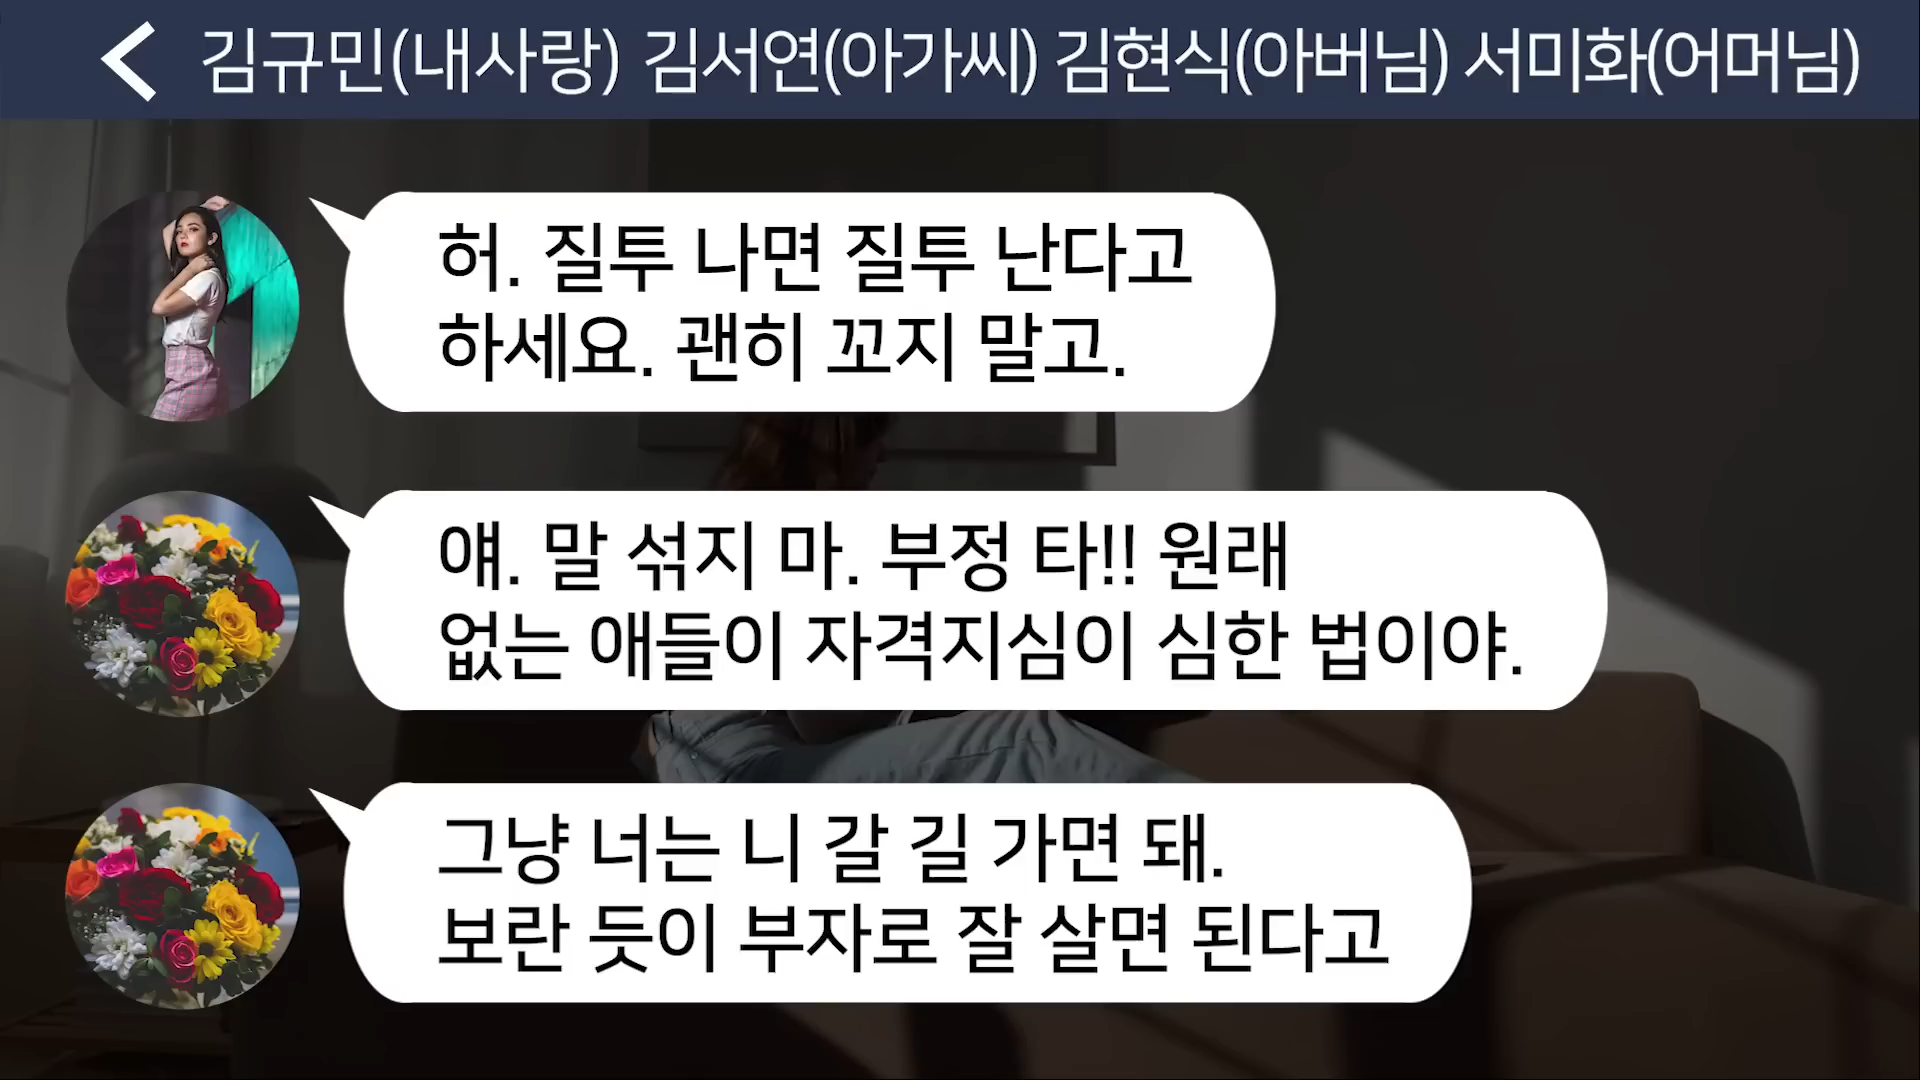 김규민(내사랑) 김서연(아가씨) 김현식(아버님) 서미화(어머님)
허. 질투 나면 질투 난다고
하세요. 괜히 꼬지 말고.
얘. 말 섞지 마. 부정 타!! 원래
없는 애들이 자격지심이 심한 법이야.
그냥 너는 니 갈 길 가면 돼.
보란 듯이 부자로 잘 살면 된다고